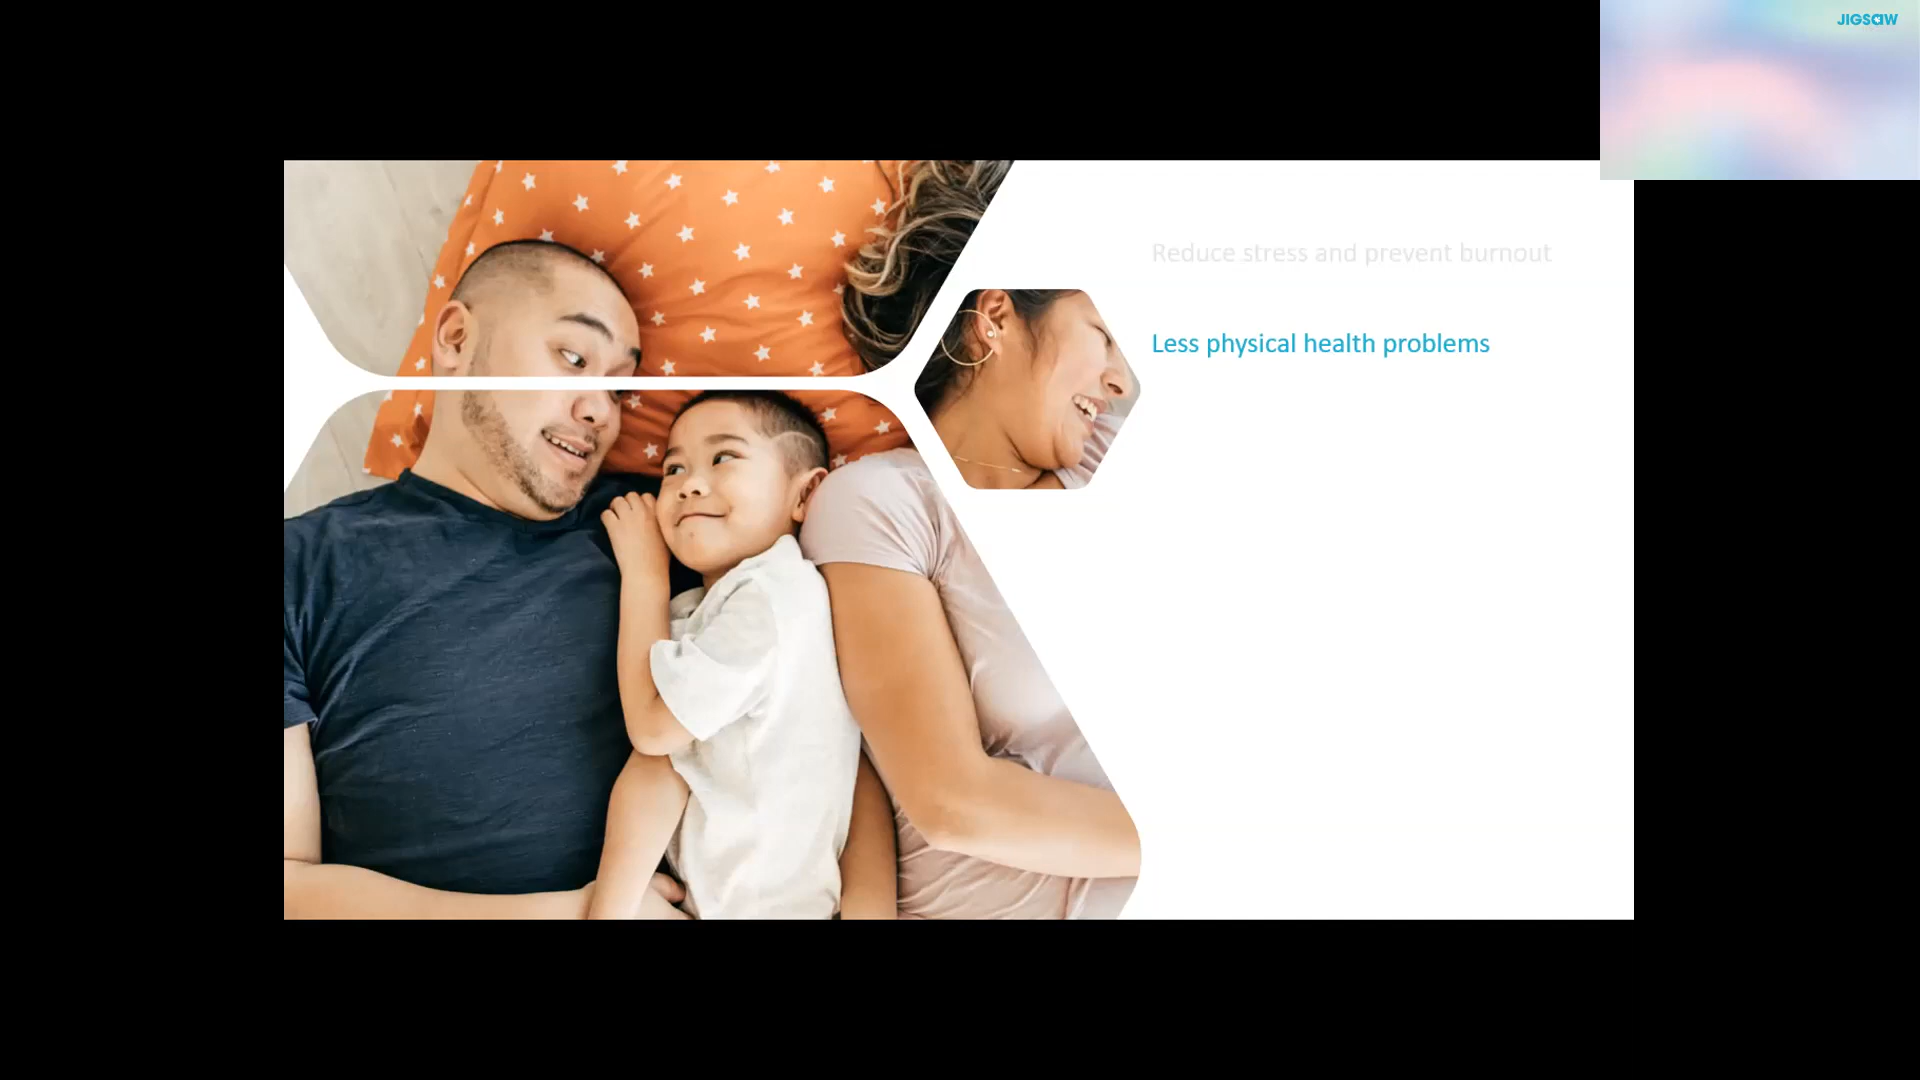 JIGSAW
Reduce stress and prevent burnout
Less physical health problems